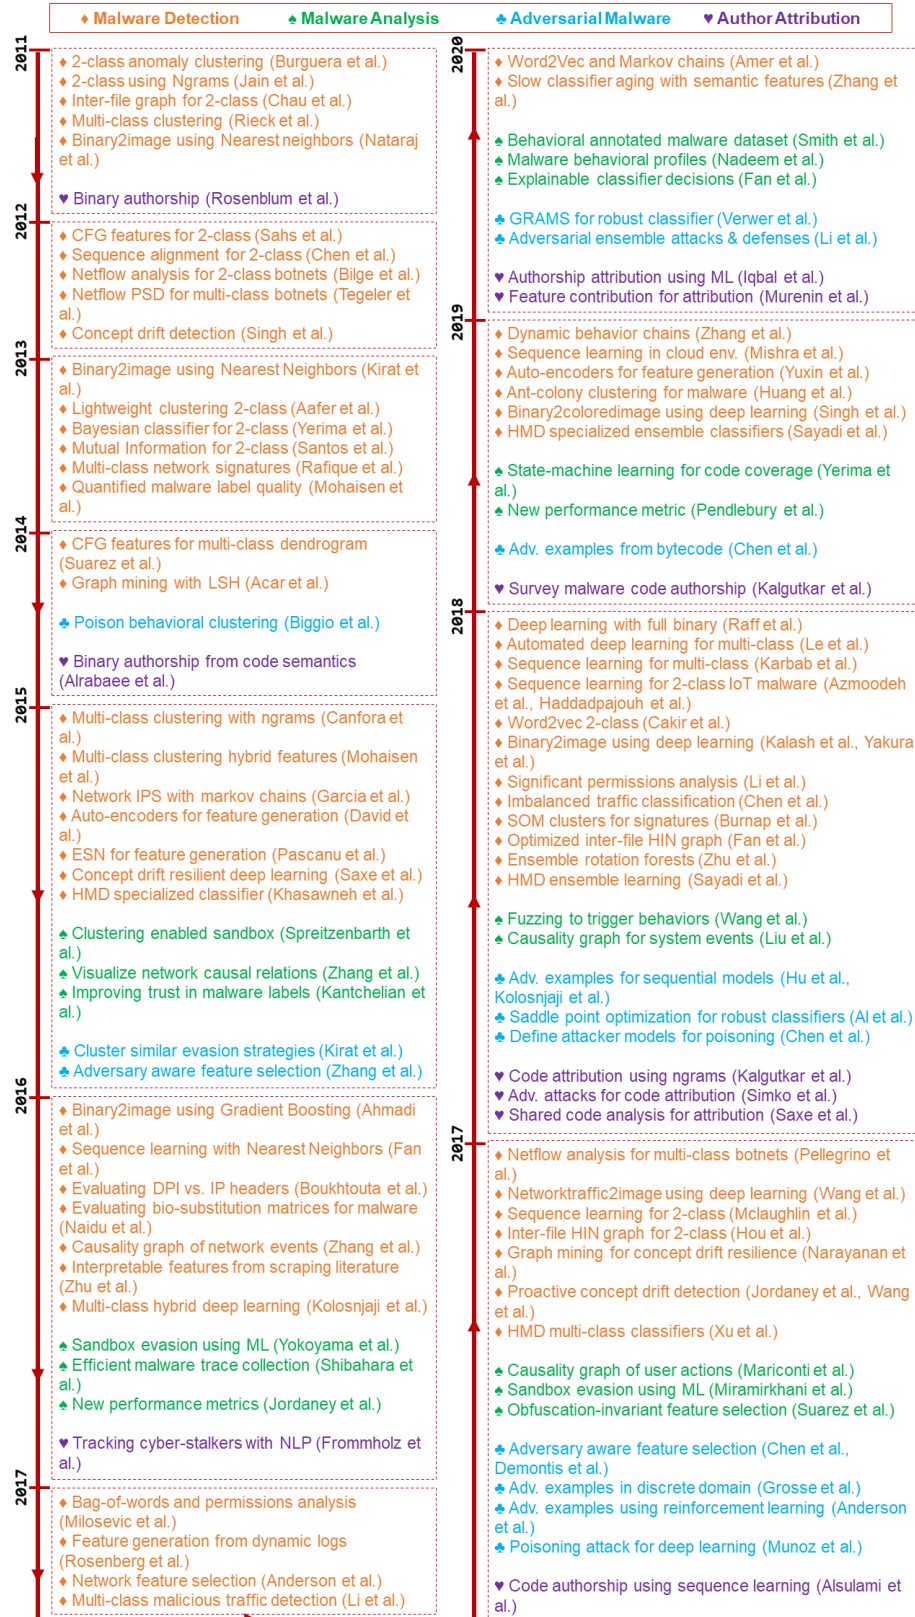 ♦ Malware Detection ♠ Malware Analysis ♣ Adversarial Malware ♥ Author Attribution
2011
♦ 2-class anomaly clustering (Burguera et al.)
♦ 2-class using Ngrams (Jain et al.)
♦ Inter-file graph for 2-class (Chau et al.)
♦ Multi-class clustering (Rieck et al.)
♦ Binary2image using Nearest neighbors (Nataraj
et al.)
♥ Binary authorship (Rosenblum et al.)
2012
♦ CFG features for 2-class (Sahs et al.)
♦ Sequence alignment for 2-class (Chen et al.)
♦ Netflow analysis for 2-class botnets (Bilge et al.)
♦ Netflow PSD for multi-class botnets (Tegeler et
al.)
♦ Concept drift detection (Singh et al.)
2013
♦ Binary2image using Nearest Neighbors (Kirat et
al.)
♦ Lightweight clustering 2-class (Aafer et al.)
♦ Bayesian classifier for 2-class (Yerima et al.)
♦ Mutual Information for 2-class (Santos et al.)
♦ Multi-class network signatures (Rafique et al.)
♦ Quantified malware label quality (Mohaisen et
al.)
2014
♦ CFG features for multi-class dendrogram
(Suarez et al.)
♦ Graph mining with LSH (Acar et al.)
♣ Poison behavioral clustering (Biggio et al.)
♥ Binary authorship from code semantics
(Alrabaee et al.)
2015
♦ Multi-class clustering with ngrams (Canfora et
al.)
♦ Multi-class clustering hybrid features (Mohaisen
et al.)
♦ Network IPS with markov chains (Garcia et al.)
♦ Auto-encoders for feature generation (David et
al.)
♦ ESN for feature generation (Pascanu et al.)
♦ Concept drift resilient deep learning (Saxe et al.)
♦ HMD specialized classifier (Khasawneh et al.)
♠ Clustering enabled sandbox (Spreitzenbarth et
al.)
♠ Visualize network causal relations (Zhang et al.)
♠ Improving trust in malware labels (Kantchelian et
al.)
♣ Cluster similar evasion strategies (Kirat et al.)
♣ Adversary aware feature selection (Zhang et al.)
2016
♦ Binary2image using Gradient Boosting (Ahmadi
et al.)
♦ Sequence learning with Nearest Neighbors (Fan
et al.)
♦ Evaluating DPI vs. IP headers (Boukhtouta et al.)
♦ Evaluating bio-substitution matrices for malware
(Naidu et al.)
♦ Causality graph of network events (Zhang et al.)
♦ Interpretable features from scraping literature
(Zhu et al.)
♦ Multi-class hybrid deep learning (Kolosnjaji et al.)
♠ Sandbox evasion using ML (Yokoyama et al.)
♠ Efficient malware trace collection (Shibahara et
al.)
♠ New performance metrics (Jordaney et al.)
♥ Tracking cyber-stalkers with NLP (Frommholz et
al.)
2017
♦ Bag-of-words and permissions analysis
(Milosevic et al.)
♦ Feature generation from dynamic logs
(Rosenberg et al.)
♦ Network feature selection (Anderson et al.)
♦ Multi-class malicious traffic detection (Li et al.)
2020
♦ Word2Vec and Markov chains (Amer et al.)
♦ Slow classifier aging with semantic features (Zhang et
al.)
♠ Behavioral annotated malware dataset (Smith et al.)
♠ Malware behavioral profiles (Nadeem et al.)
♠ Explainable classifier decisions (Fan et al.)
♣ GRAMS for robust classifier (Verwer et al.)
♣ Adversarial ensemble attacks & defenses (Li et al.)
♥ Authorship attribution using ML (Iqbal et al.)
♥ Feature contribution for attribution (Murenin et al.)
2019
♦ Dynamic behavior chains (Zhang et al.)
♦ Sequence learning in cloud env. (Mishra et al.)
♦ Auto-encoders for feature generation (Yuxin et al.)
♦ Ant-colony clustering for malware (Huang et al.)
♦ Binary2coloredimage using deep learning (Singh et al.)
♦ HMD specialized ensemble classifiers (Sayadi et al.)
♠ State-machine learning for code coverage (Yerima et
al.)
♠ New performance metric (Pendlebury et al.)
♣ Adv. examples from bytecode (Chen et al.)
♥ Survey malware code authorship (Kalgutkar et al.)
2018
♦ Deep learning with full binary (Raff et al.)
♦ Automated deep learning for multi-class (Le et al.)
♦ Sequence learning for multi-class (Karbab et al.)
♦ Sequence learning for 2-class IoT malware (Azmoodeh
et al., Haddadpajouh et al.)
♦ Word2vec 2-class (Cakir et al.)
♦ Binary2image using deep learning (Kalash et al., Yakura
et al.)
♦ Significant permissions analysis (Li et al.)
♦ Imbalanced traffic classification (Chen et al.)
♦ SOM clusters for signatures (Burnap et al.)
♦ Optimized inter-file HIN graph (Fan et al.)
♦ Ensemble rotation forests (Zhu et al.)
♦ HMD ensemble learning (Sayadi et al.)
♠ Fuzzing to trigger behaviors (Wang et al.)
♠ Causality graph for system events (Liu et al.)
♣ Adv. examples for sequential models (Hu et al.,
Kolosnjaji et al.)
♣ Saddle point optimization for robust classifiers (Al et al.)
♣ Define attacker models for poisoning (Chen et al.)
♥ Code attribution using ngrams (Kalgutkar et al.)
♥ Adv. attacks for code attribution (Simko et al.)
♥ Shared code analysis for attribution (Saxe et al.)
2017
♦ Netflow analysis for multi-class botnets (Pellegrino et
al.)
♦ Networktraffic2image using deep learning (Wang et al.)
♦ Sequence learning for 2-class (Mclaughlin et al.)
♦ Inter-file HIN graph for 2-class (Hou et al.)
♦ Graph mining for concept drift resilience (Narayanan et
al.)
♦ Proactive concept drift detection (Jordaney et al., Wang
et al.)
♦ HMD multi-class classifiers (Xu et al.)
♠ Causality graph of user actions (Mariconti et al.)
♠ Sandbox evasion using ML (Miramirkhani et al.)
♠ Obfuscation-invariant feature selection (Suarez et al.)
♣ Adversary aware feature selection (Chen et al.,
Demontis et al.)
♣ Adv. examples in discrete domain (Grosse et al.)
♣ Adv. examples using reinforcement learning (Anderson
et al.)
♣ Poisoning attack for deep learning (Munoz et al.)
♥ Code authorship using sequence learning (Alsulami et
al.)